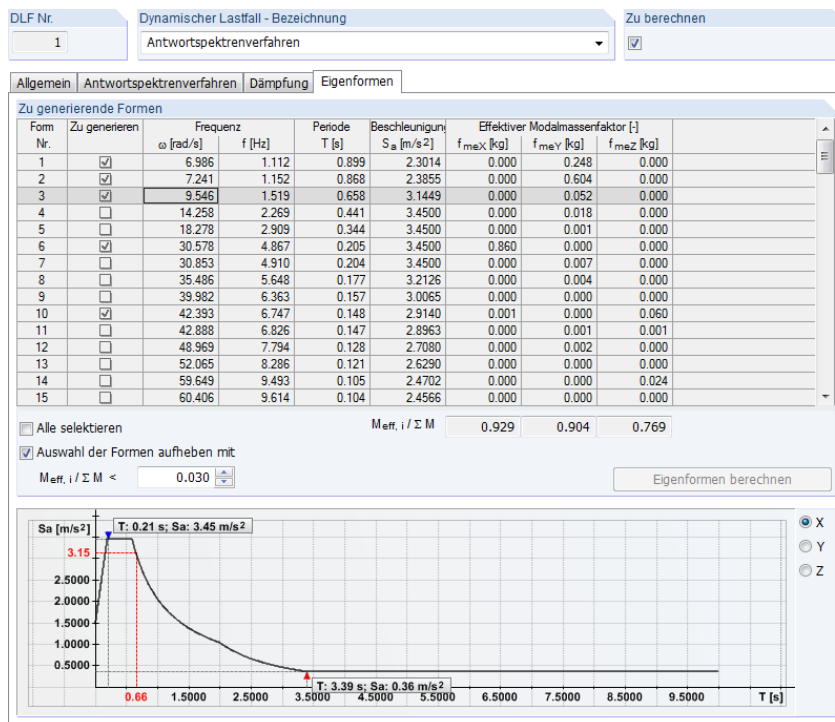 DLF Nr.
Dynamischer Lastfall - Bezeichnung
Zu berechnen
1
Antwortspektrenverfahren
Allgemein Antwortspektrenverfahren Dämpfung Eigenformen
Zu generierende Formen
Form Zu generieren Frequenz Periode Beschleunigung Effektiver Modalmassenfaktor [-]
Nr. ω [rad/s] f [Hz] T [s] Sa [m/s2] fmeX [kg] fmeY [kg] fmeZ [kg]
1 6.986 1.112 0.899 2.3014 0.000 0.248 0.000
2 7.241 1.152 0.868 2.3855 0.000 0.604 0.000
3 9.546 1.519 0.658 3.1449 0.000 0.052 0.000
4 14.258 2.269 0.441 3.4500 0.000 0.018 0.000
5 18.278 2.909 0.344 3.4500 0.000 0.001 0.000
6 30.578 4.867 0.205 3.4500 0.860 0.000 0.000
7 30.853 4.910 0.204 3.4500 0.000 0.007 0.000
8 35.486 5.648 0.177 3.2126 0.000 0.004 0.000
9 39.982 6.363 0.157 3.0065 0.000 0.000 0.000
10 42.393 6.747 0.148 2.9140 0.001 0.000 0.060
11 42.888 6.826 0.147 2.8963 0.000 0.001 0.001
12 48.969 7.794 0.128 2.7080 0.000 0.002 0.000
13 52.065 8.286 0.121 2.6290 0.000 0.000 0.000
14 59.649 9.493 0.105 2.4702 0.000 0.000 0.024
15 60.406 9.614 0.104 2.4566 0.000 0.000 0.000
Alle selektieren
Meff, i / Σ M 0.929 0.904 0.769
Auswahl der Formen aufheben mit
Meff, i / Σ M < 0.030
Eigenformen berechnen
Sa [m/s2]
T: 0.21 s; Sa: 3.45 m/s2
X
3.15
Y
Z
2.5000
2.0000
1.5000
1.0000
0.5000
T: 3.39 s; Sa: 0.36 m/s2
0.66 1.5000 2.5000 3.5000 4.5000 5.5000 6.5000 7.5000 8.5000 9.5000 T [s]